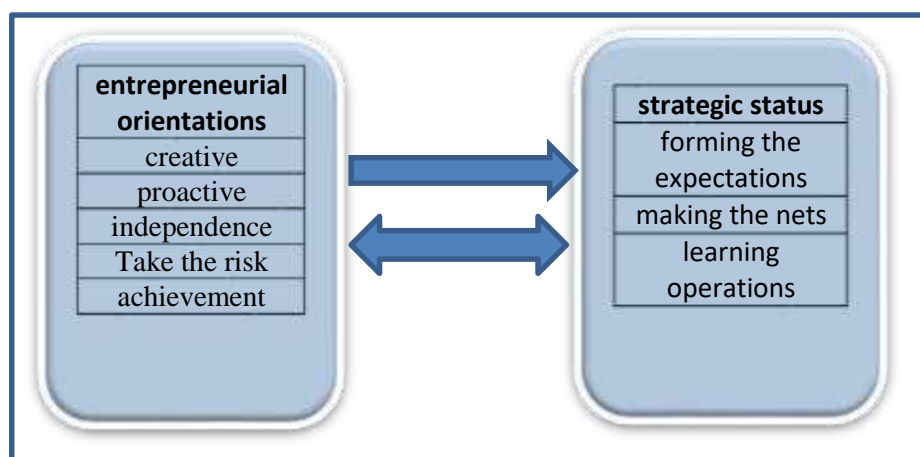 entrepreneurial
orientations
creative
proactive
independence
Take the risk
achievement
strategic status
forming the
expectations
making the nets
learning
operations